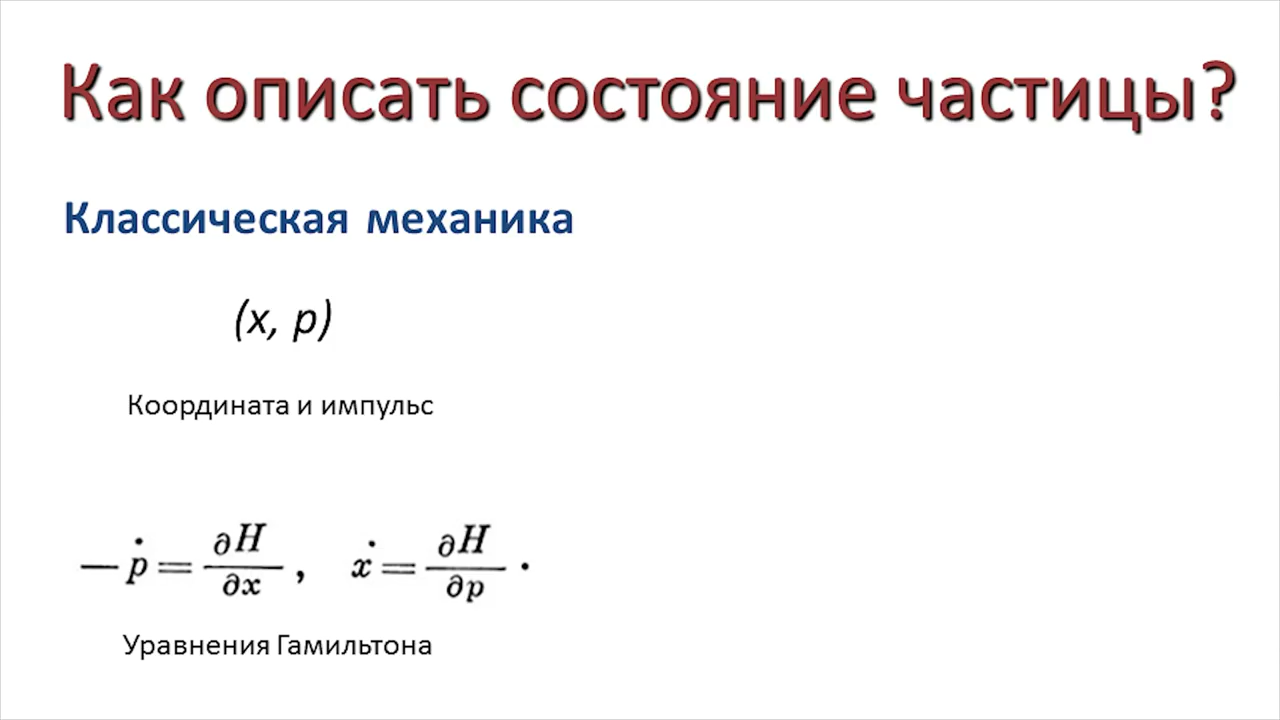 Как описать состояние частицы?
Классическая механика
(x, p)
Координата и импульс
−ṗ = ∂H/∂x, ẋ = ∂H/∂p.
Уравнения Гамильтона